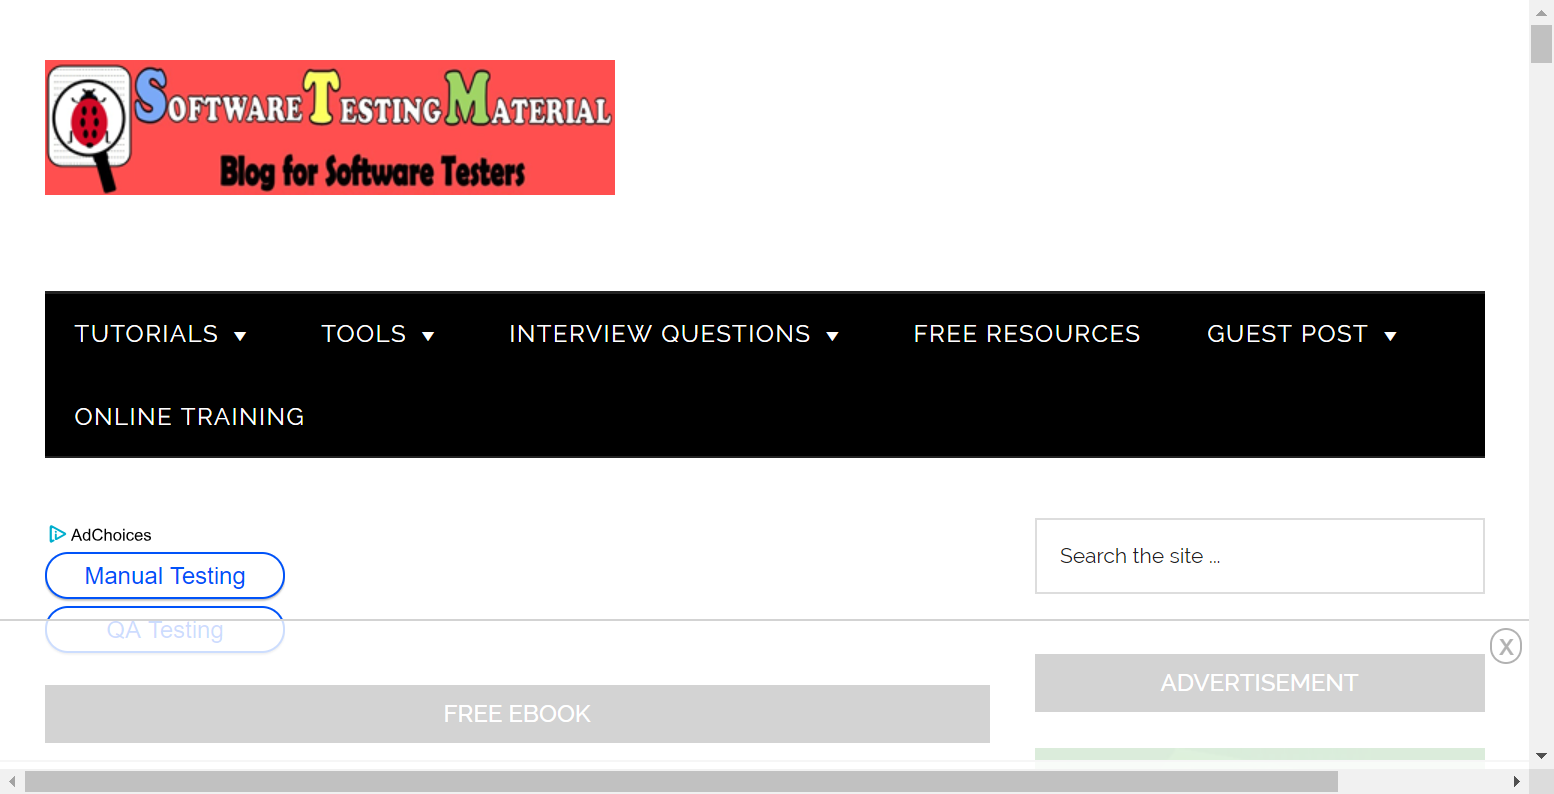 SOFTWARE TESTING MATERIAL
Blog for Software Testers
TUTORIALS TOOLS INTERVIEW QUESTIONS FREE RESOURCES GUEST POST
ONLINE TRAINING
AdChoices
Search the site ...
Manual Testing
QA Testing
X
ADVERTISEMENT
FREE EBOOK